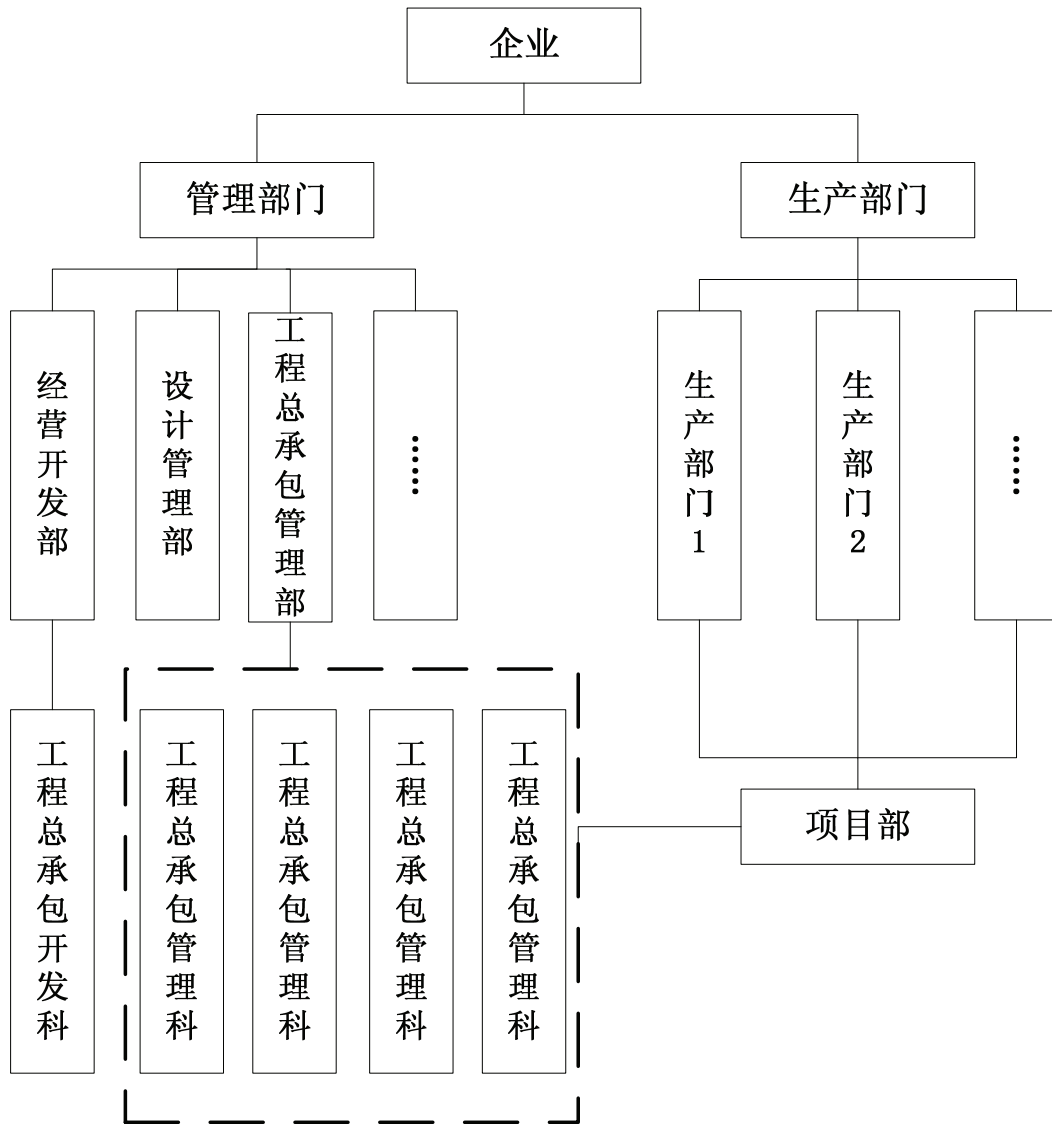 企业
管理部门
生产部门
经营开发部
设计管理部
工程总承包管理部
……
生产部门1
生产部门2
……
工程总承包开发科
工程总承包管理科
工程总承包管理科
工程总承包管理科
工程总承包管理科
项目部